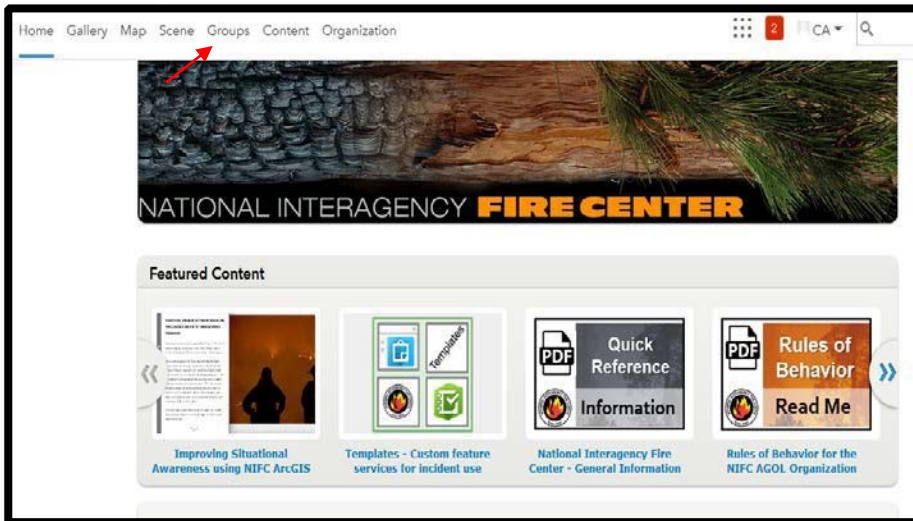 Home Gallery Map Scene Groups Content Organization
2 CA
NATIONAL INTERAGENCY FIRE CENTER
Featured Content
Templates
PDF
Quick
Reference
Information
PDF
Rules of
Behavior
Read Me
Improving Situational
Awareness using NIFC ArcGIS
Templates - Custom feature
services for incident use
National Interagency Fire
Center - General Information
Rules of Behavior for the
NIFC AGOL Organization